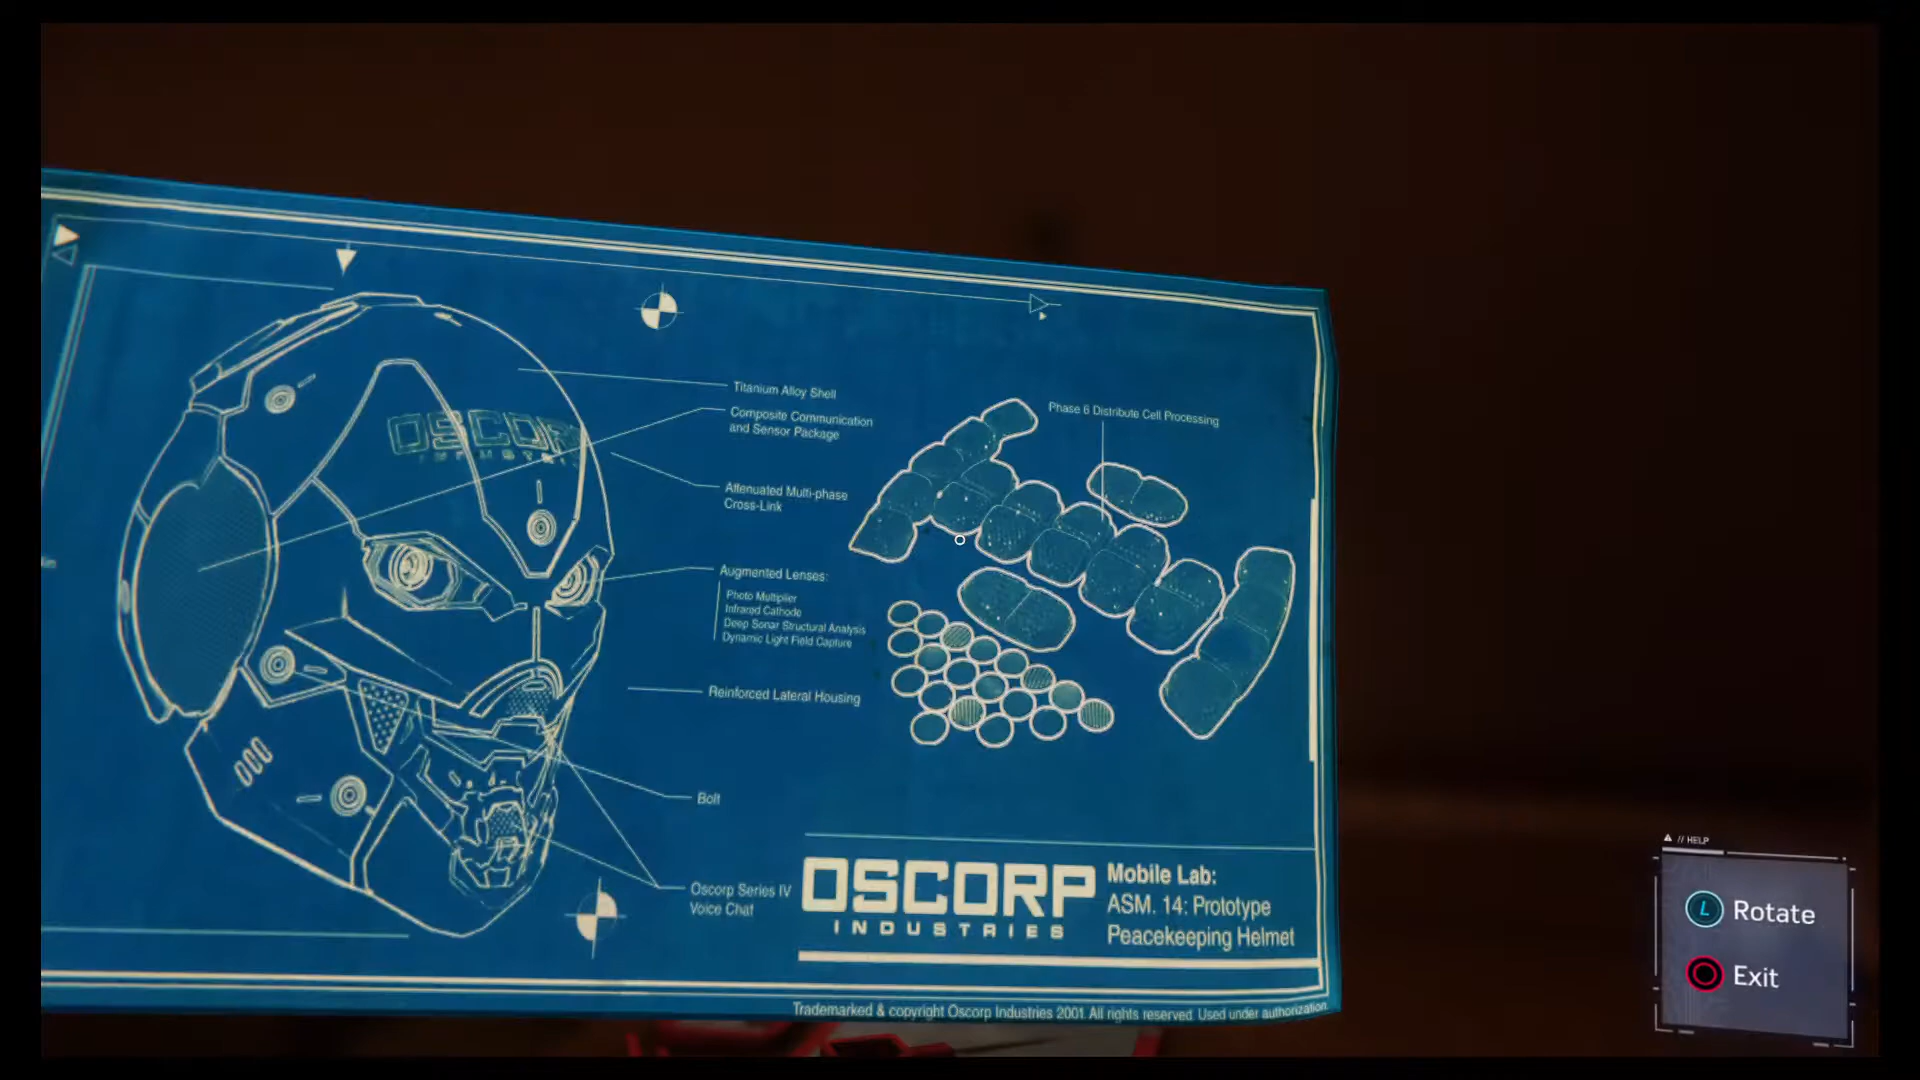 OSCORP
INDUSTRI
Titanium Alloy Shell
Composite Communication
and Sensor Package
Attenuated Multi-phase
Cross-Link
Augmented Lenses:
Photo Multiplier
Infrared Cathode
Deep Sonar Structural Analysis
Dynamic Light Field Capture
Reinforced Lateral Housing
Bolt
Oscorp Series IV
Voice Chat
Phase 6 Distribute Cell Processing
OSCORP
INDUSTRIES
Mobile Lab:
ASM. 14: Prototype
Peacekeeping Helmet
Trademarked & copyright Oscorp Industries 2001. All rights reserved. Used under authorization.
// HELP
L Rotate
Exit